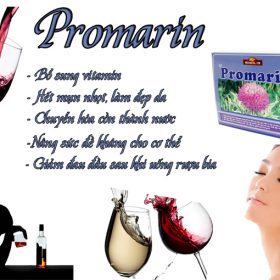 Promarin
- Bổ sung vitamin
- Hết mụn nhọt, làm đẹp da
- Chuyển hóa cồn thành nước
-Nâng sức đề kháng cho cơ thể
- Giảm đau đầu sau khi uống rượu bia
Promarin